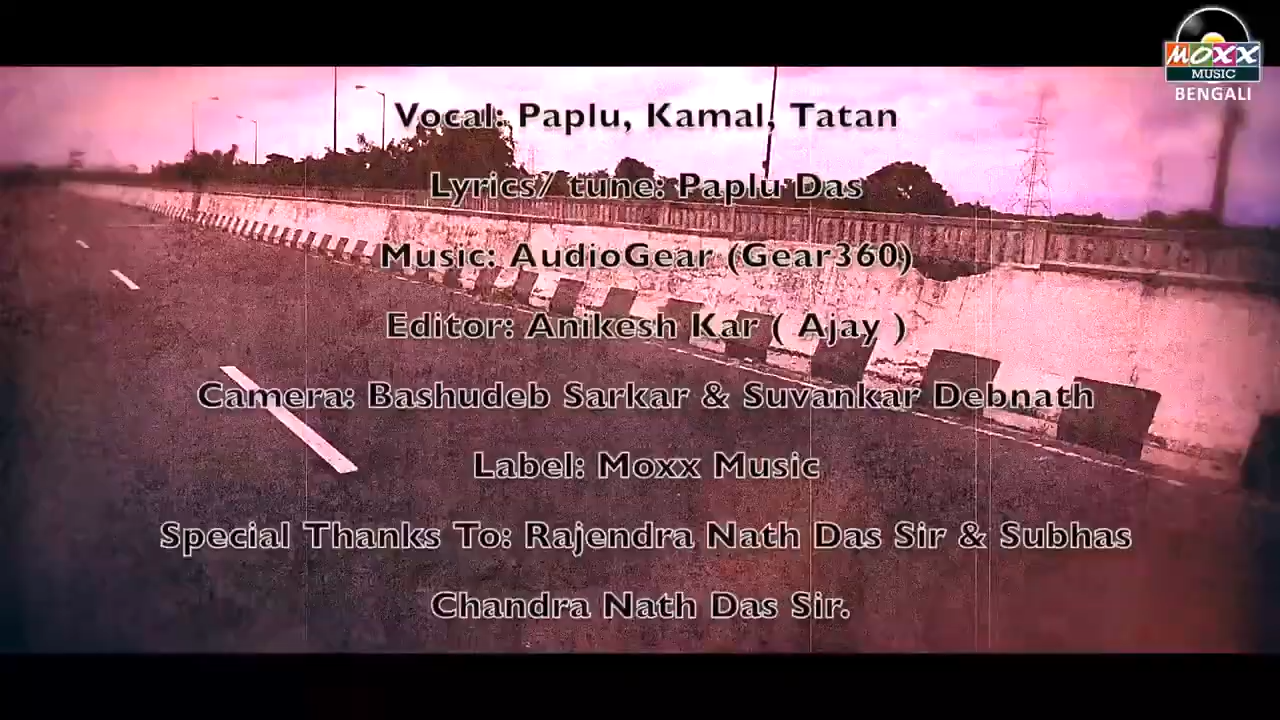 MOXX
MUSIC
BENGALI
Vocal: Paplu, Kamal, Tatan
Lyrics/ tune: Paplu Das
Music: AudioGear (Gear360)
Editor: Anikesh Kar ( Ajay )
Camera: Bashudeb Sarkar & Suvankar Debnath
Label: Moxx Music
Special Thanks To: Rajendra Nath Das Sir & Subhas
Chandra Nath Das Sir.